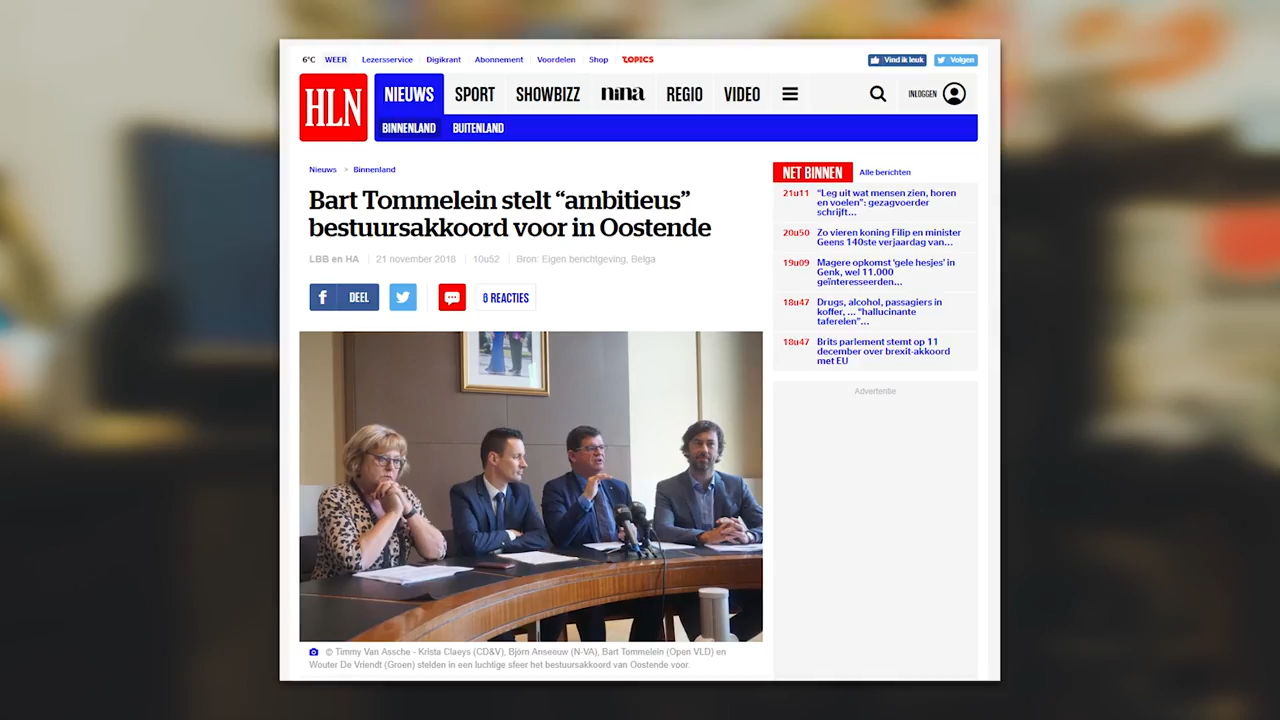 6°C WEER Lezersservice Digikrant Abonnement Voordelen Shop TOPICS Vind ik leuk Volgen
HLN NIEUWS SPORT SHOWBIZZ nina REGIO VIDEO INLOGGEN
BINNENLAND BUITENLAND
Nieuws > Binnenland
Bart Tommelein stelt “ambitieus”
bestuursakkoord voor in Oostende
LBB en HA 21 november 2018 10u52 Bron: Eigen berichtgeving, Belga
DEEL 6 REACTIES
© Timmy Van Assche - Krista Claeys (CD&V), Björn Anseeuw (N-VA), Bart Tommelein (Open VLD) en
Wouter De Vriendt (Groen) stelden in een luchtige sfeer het bestuursakkoord van Oostende voor.
NET BINNEN Alle berichten
21u11 “Leg uit wat mensen zien, horen
en voelen”: gezagvoerder
schrijft...
20u50 Zo vieren koning Filip en minister
Geens 140ste verjaardag van...
19u09 Magere opkomst ‘gele hesjes’ in
Genk, wel 11.000
geïnteresseerden...
18u47 Drugs, alcohol, passagiers in
koffer, ... “hallucinante
taferelen”...
18u47 Brits parlement stemt op 11
december over brexit-akkoord
met EU
Advertentie